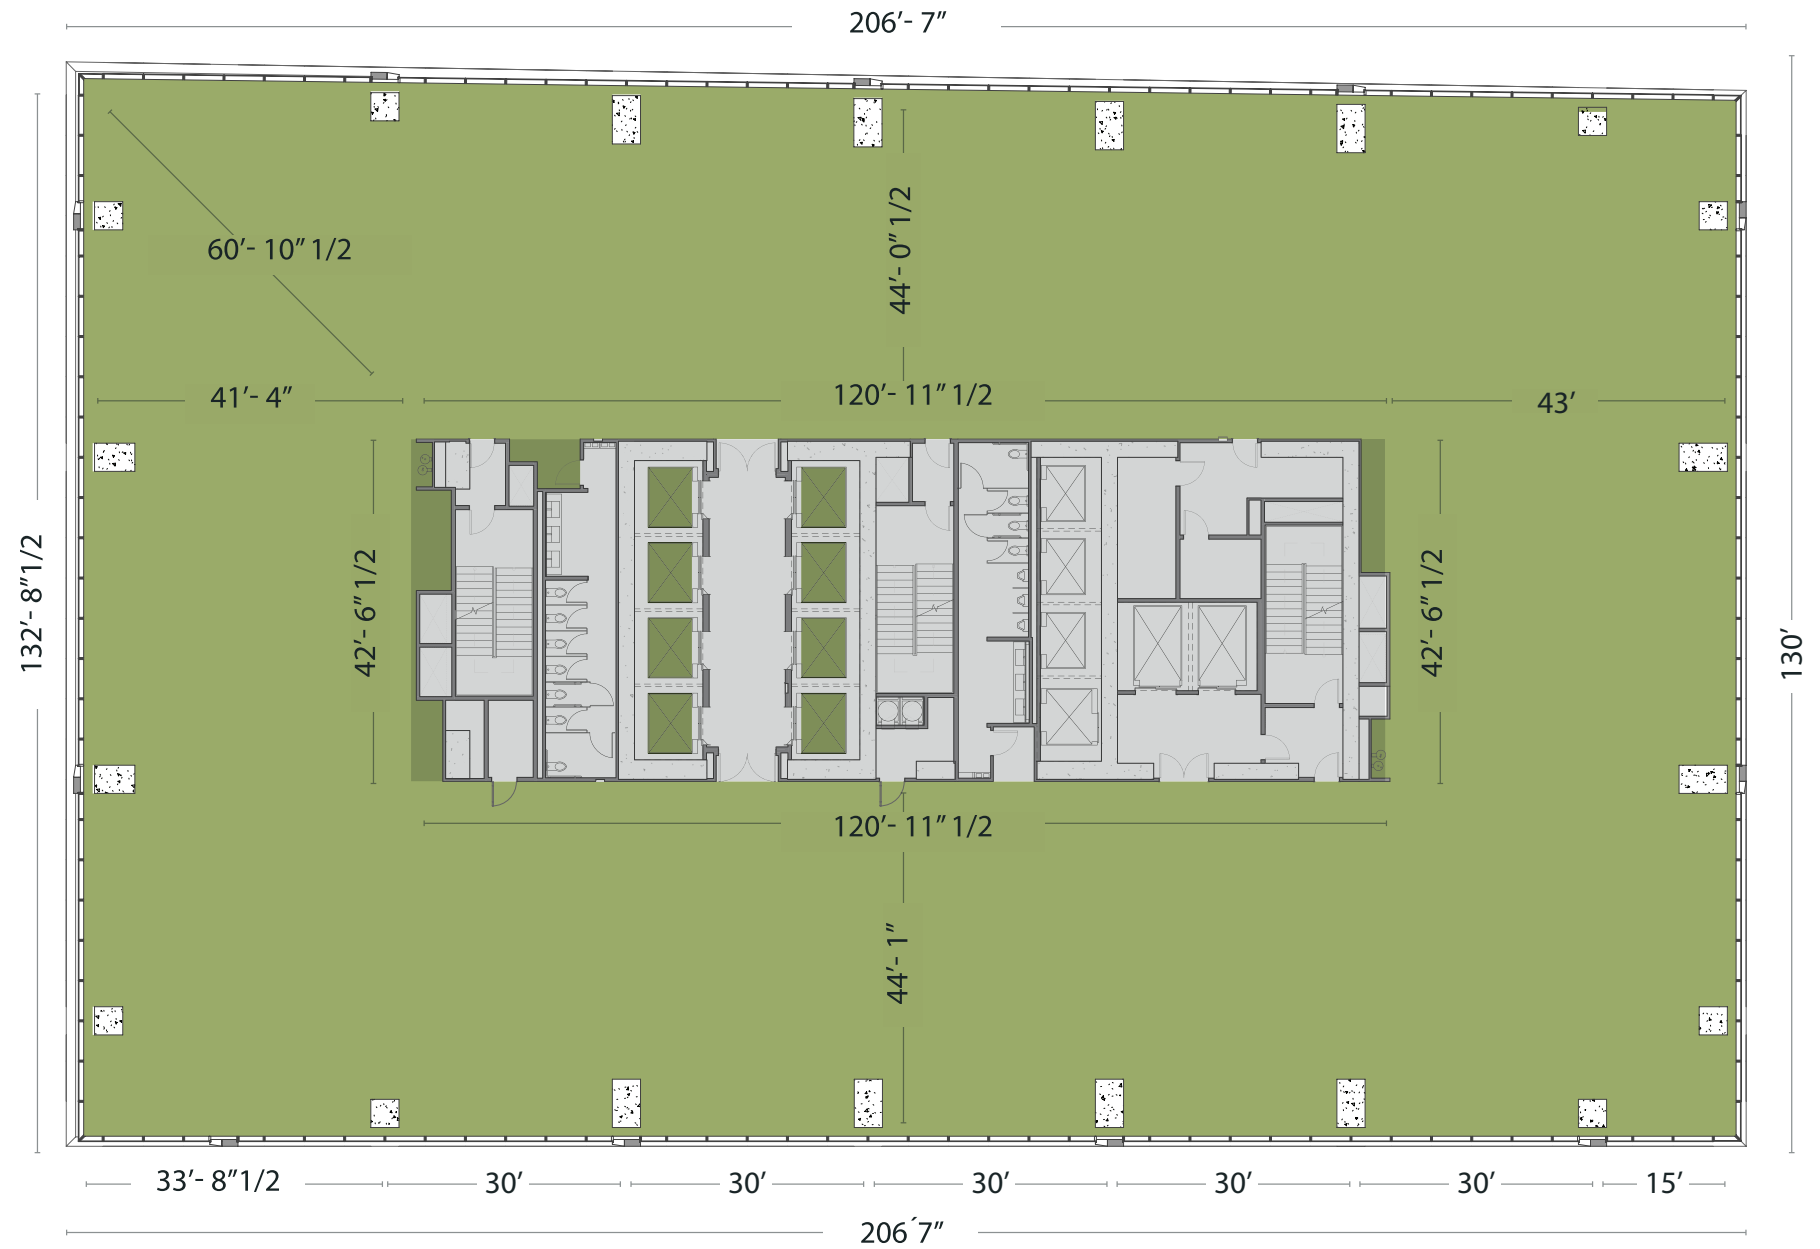 206’- 7”
60’- 10” 1/2
44’- 0” 1/2
41’- 4”
120’- 11” 1/2
43’
132’- 8”1/2
42’- 6” 1/2
42’- 6” 1/2
130’
120’- 11” 1/2
44’- 1”
33’- 8”1/2
30’
30’
30’
30’
30’
15’
206´7”